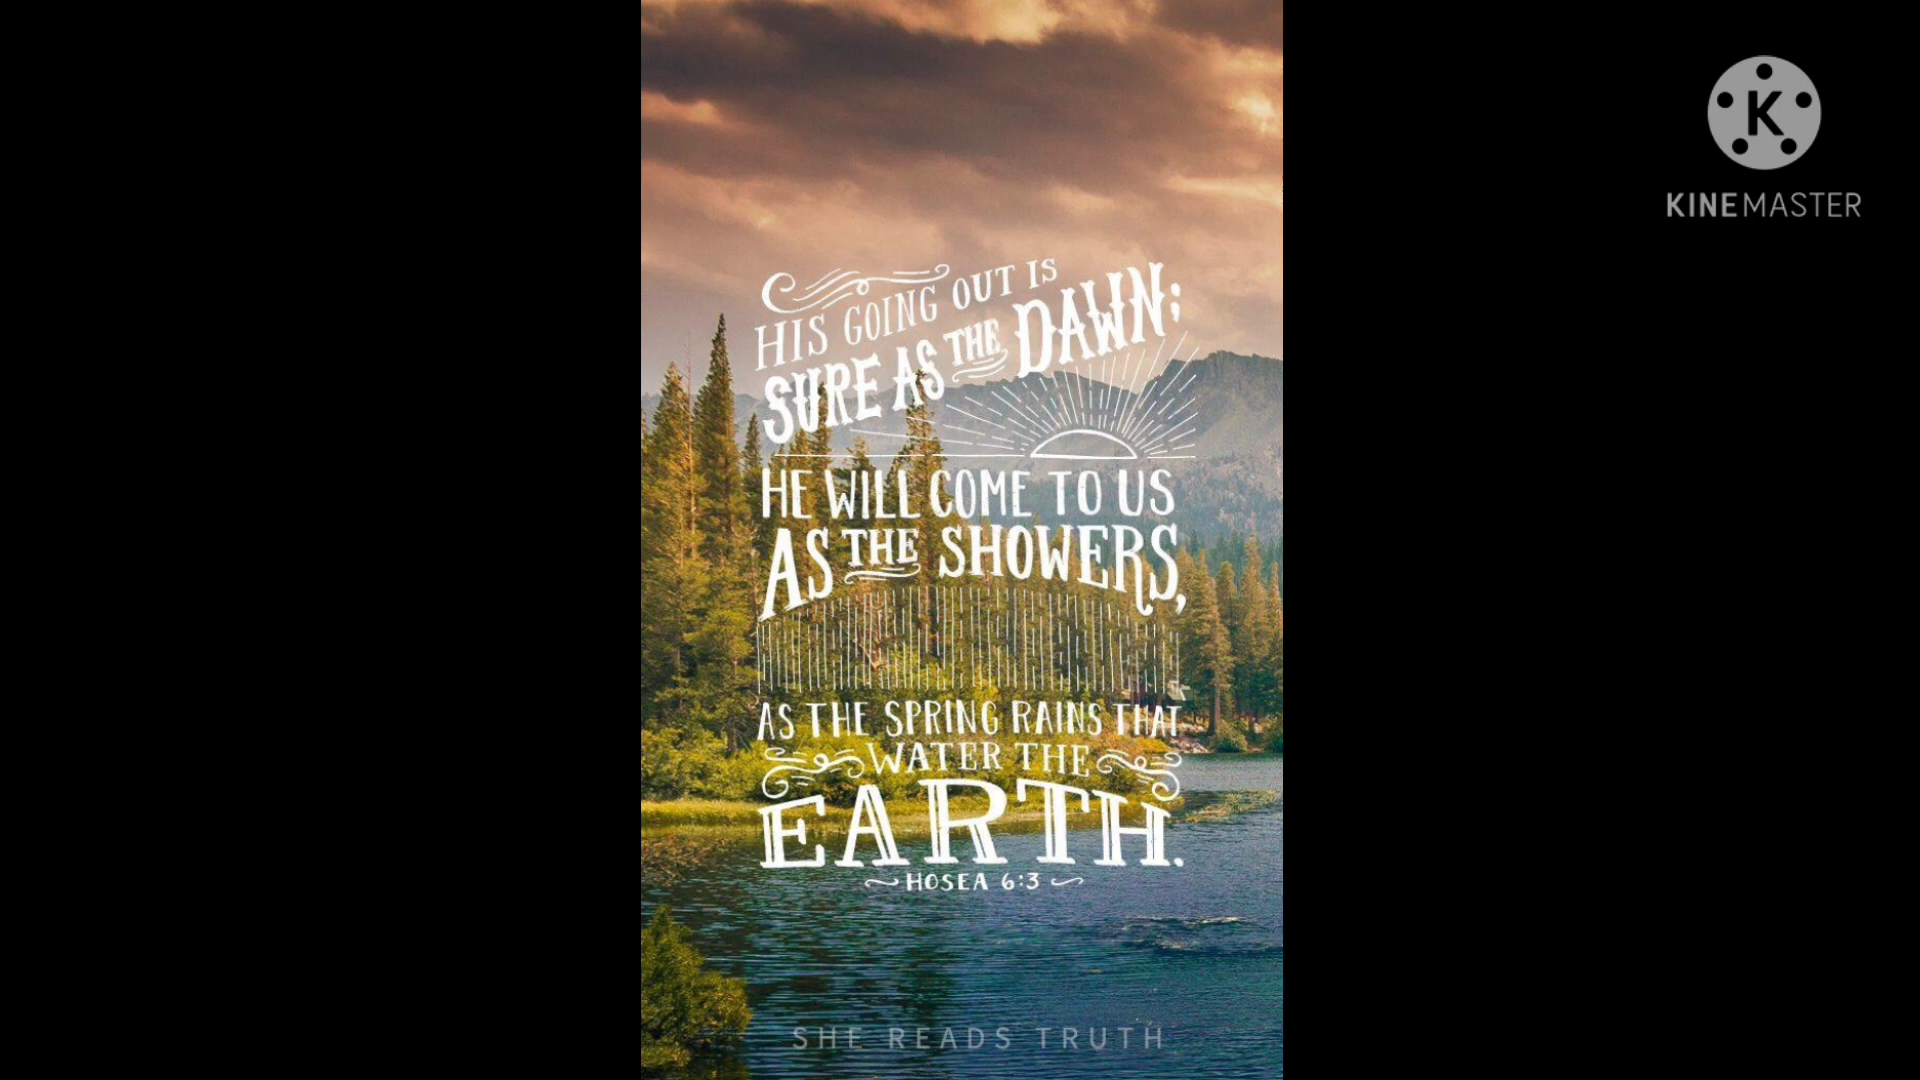 HIS GOING OUT IS
SURE AS THE DAWN;
HE WILL COME TO US
AS THE SHOWERS,
AS THE SPRING RAINS THAT
WATER THE
EARTH.
HOSEA 6:3
SHE READS TRUTH
K
KINEMASTER